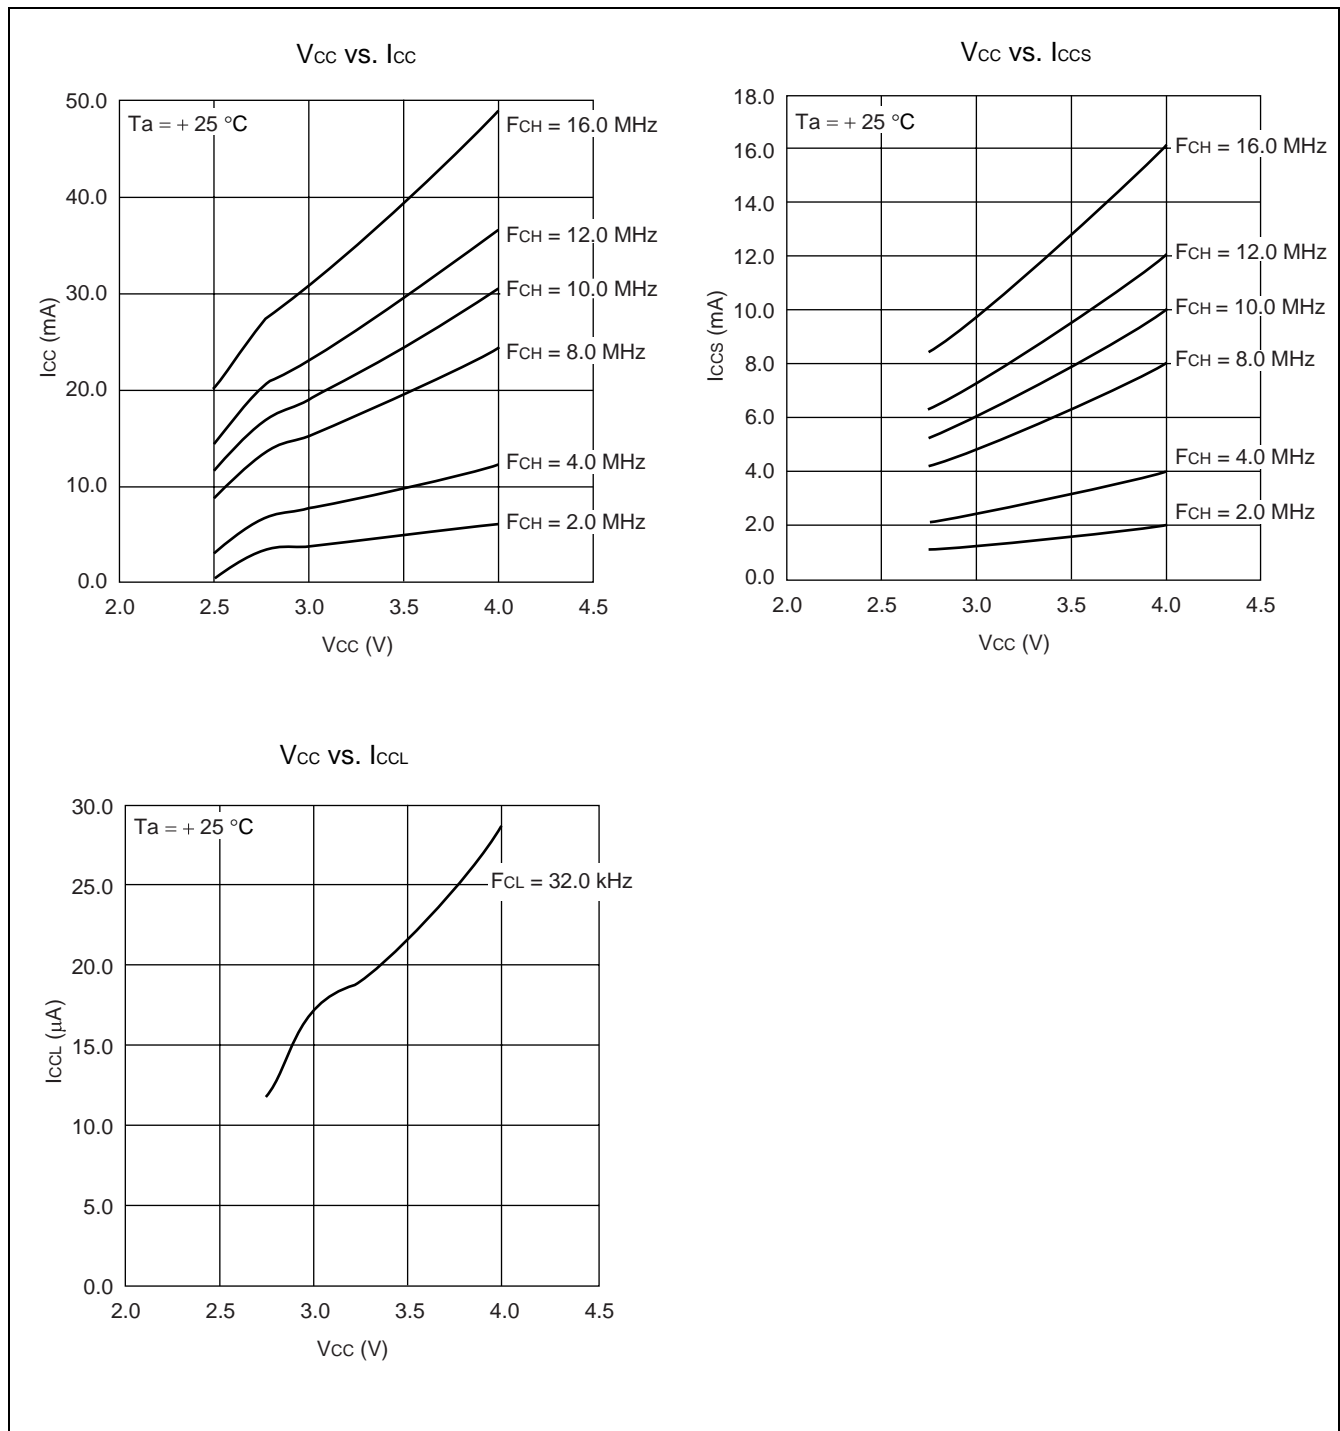 VCC vs. ICC
50.0
40.0
30.0
20.0
10.0
0.0
ICC (mA)
Ta = + 25 °C
FCH = 16.0 MHz
FCH = 12.0 MHz
FCH = 10.0 MHz
FCH = 8.0 MHz
FCH = 4.0 MHz
FCH = 2.0 MHz
2.0 2.5 3.0 3.5 4.0 4.5
VCC (V)
VCC vs. ICCS
18.0
16.0
14.0
12.0
10.0
8.0
6.0
4.0
2.0
0.0
ICCS (mA)
Ta = + 25 °C
FCH = 16.0 MHz
FCH = 12.0 MHz
FCH = 10.0 MHz
FCH = 8.0 MHz
FCH = 4.0 MHz
FCH = 2.0 MHz
2.0 2.5 3.0 3.5 4.0 4.5
VCC (V)
VCC vs. ICCL
30.0
25.0
20.0
15.0
10.0
5.0
0.0
ICCL (μA)
Ta = + 25 °C
FCL = 32.0 kHz
2.0 2.5 3.0 3.5 4.0 4.5
VCC (V)